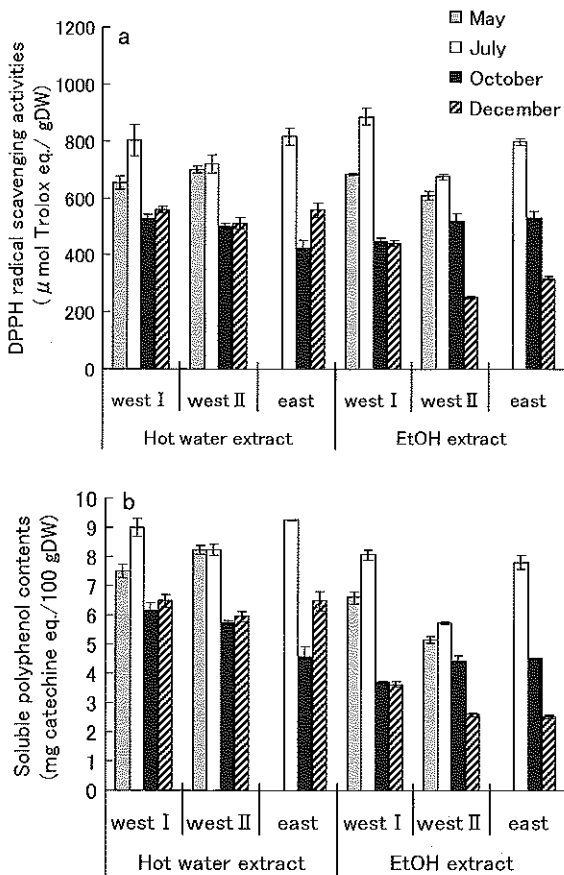 a
May
July
October
December
DPPH radical scavenging activities
( μ mol Trolox eq./ gDW)
1200
1000
800
600
400
200
0
west Ⅰ west Ⅱ east west Ⅰ west Ⅱ east
Hot water extract EtOH extract
b
Soluble polyphenol contents
(mg catechine eq./100 gDW)
10
9
8
7
6
5
4
3
2
1
0
west Ⅰ west Ⅱ east west Ⅰ west Ⅱ east
Hot water extract EtOH extract